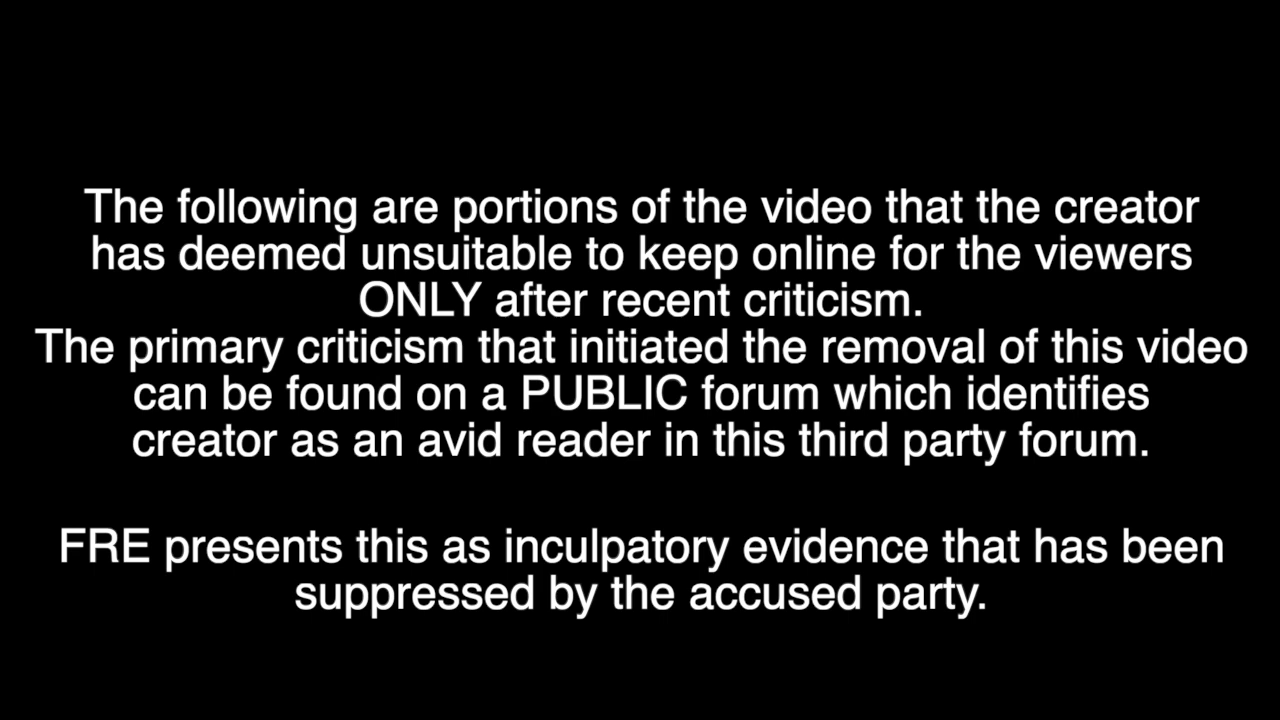 The following are portions of the video that the creator
has deemed unsuitable to keep online for the viewers
ONLY after recent criticism.
The primary criticism that initiated the removal of this video
can be found on a PUBLIC forum which identifies
creator as an avid reader in this third party forum.
FRE presents this as inculpatory evidence that has been
suppressed by the accused party.